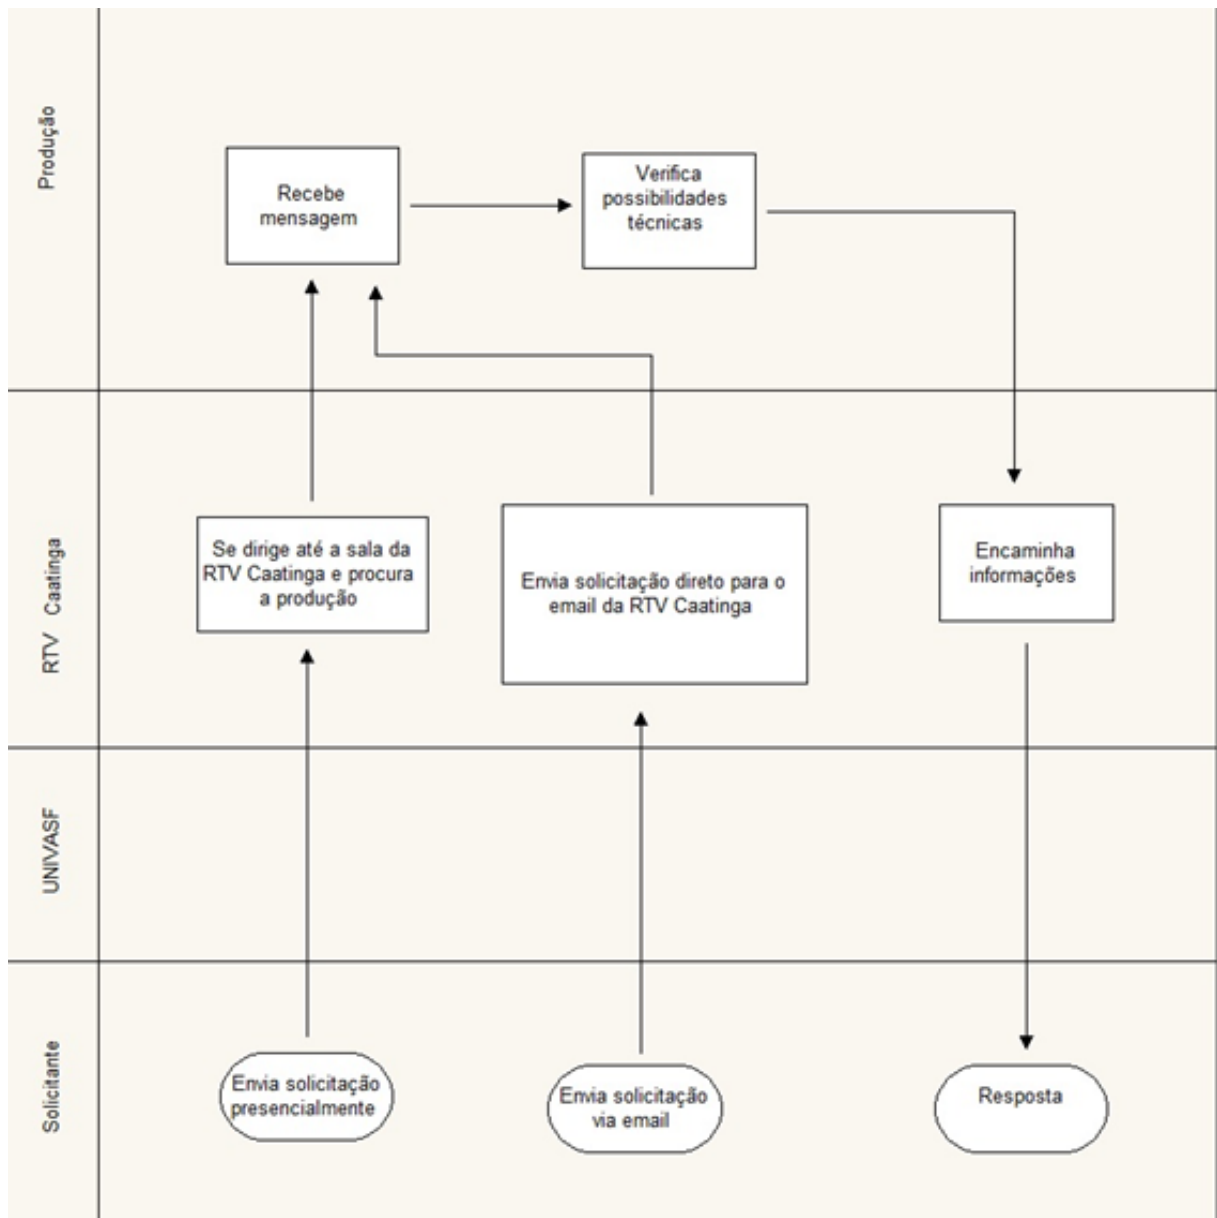 Produção
Recebe
mensagem
Verifica
possibilidades
técnicas
RTV Caatinga
Se dirige até a sala da
RTV Caatinga e procura
a produção
Envia solicitação direto para o
email da RTV Caatinga
Encaminha
informações
UNIVASF
Solicitante
Envia solicitação
presencialmente
Envia solicitação
via email
Resposta